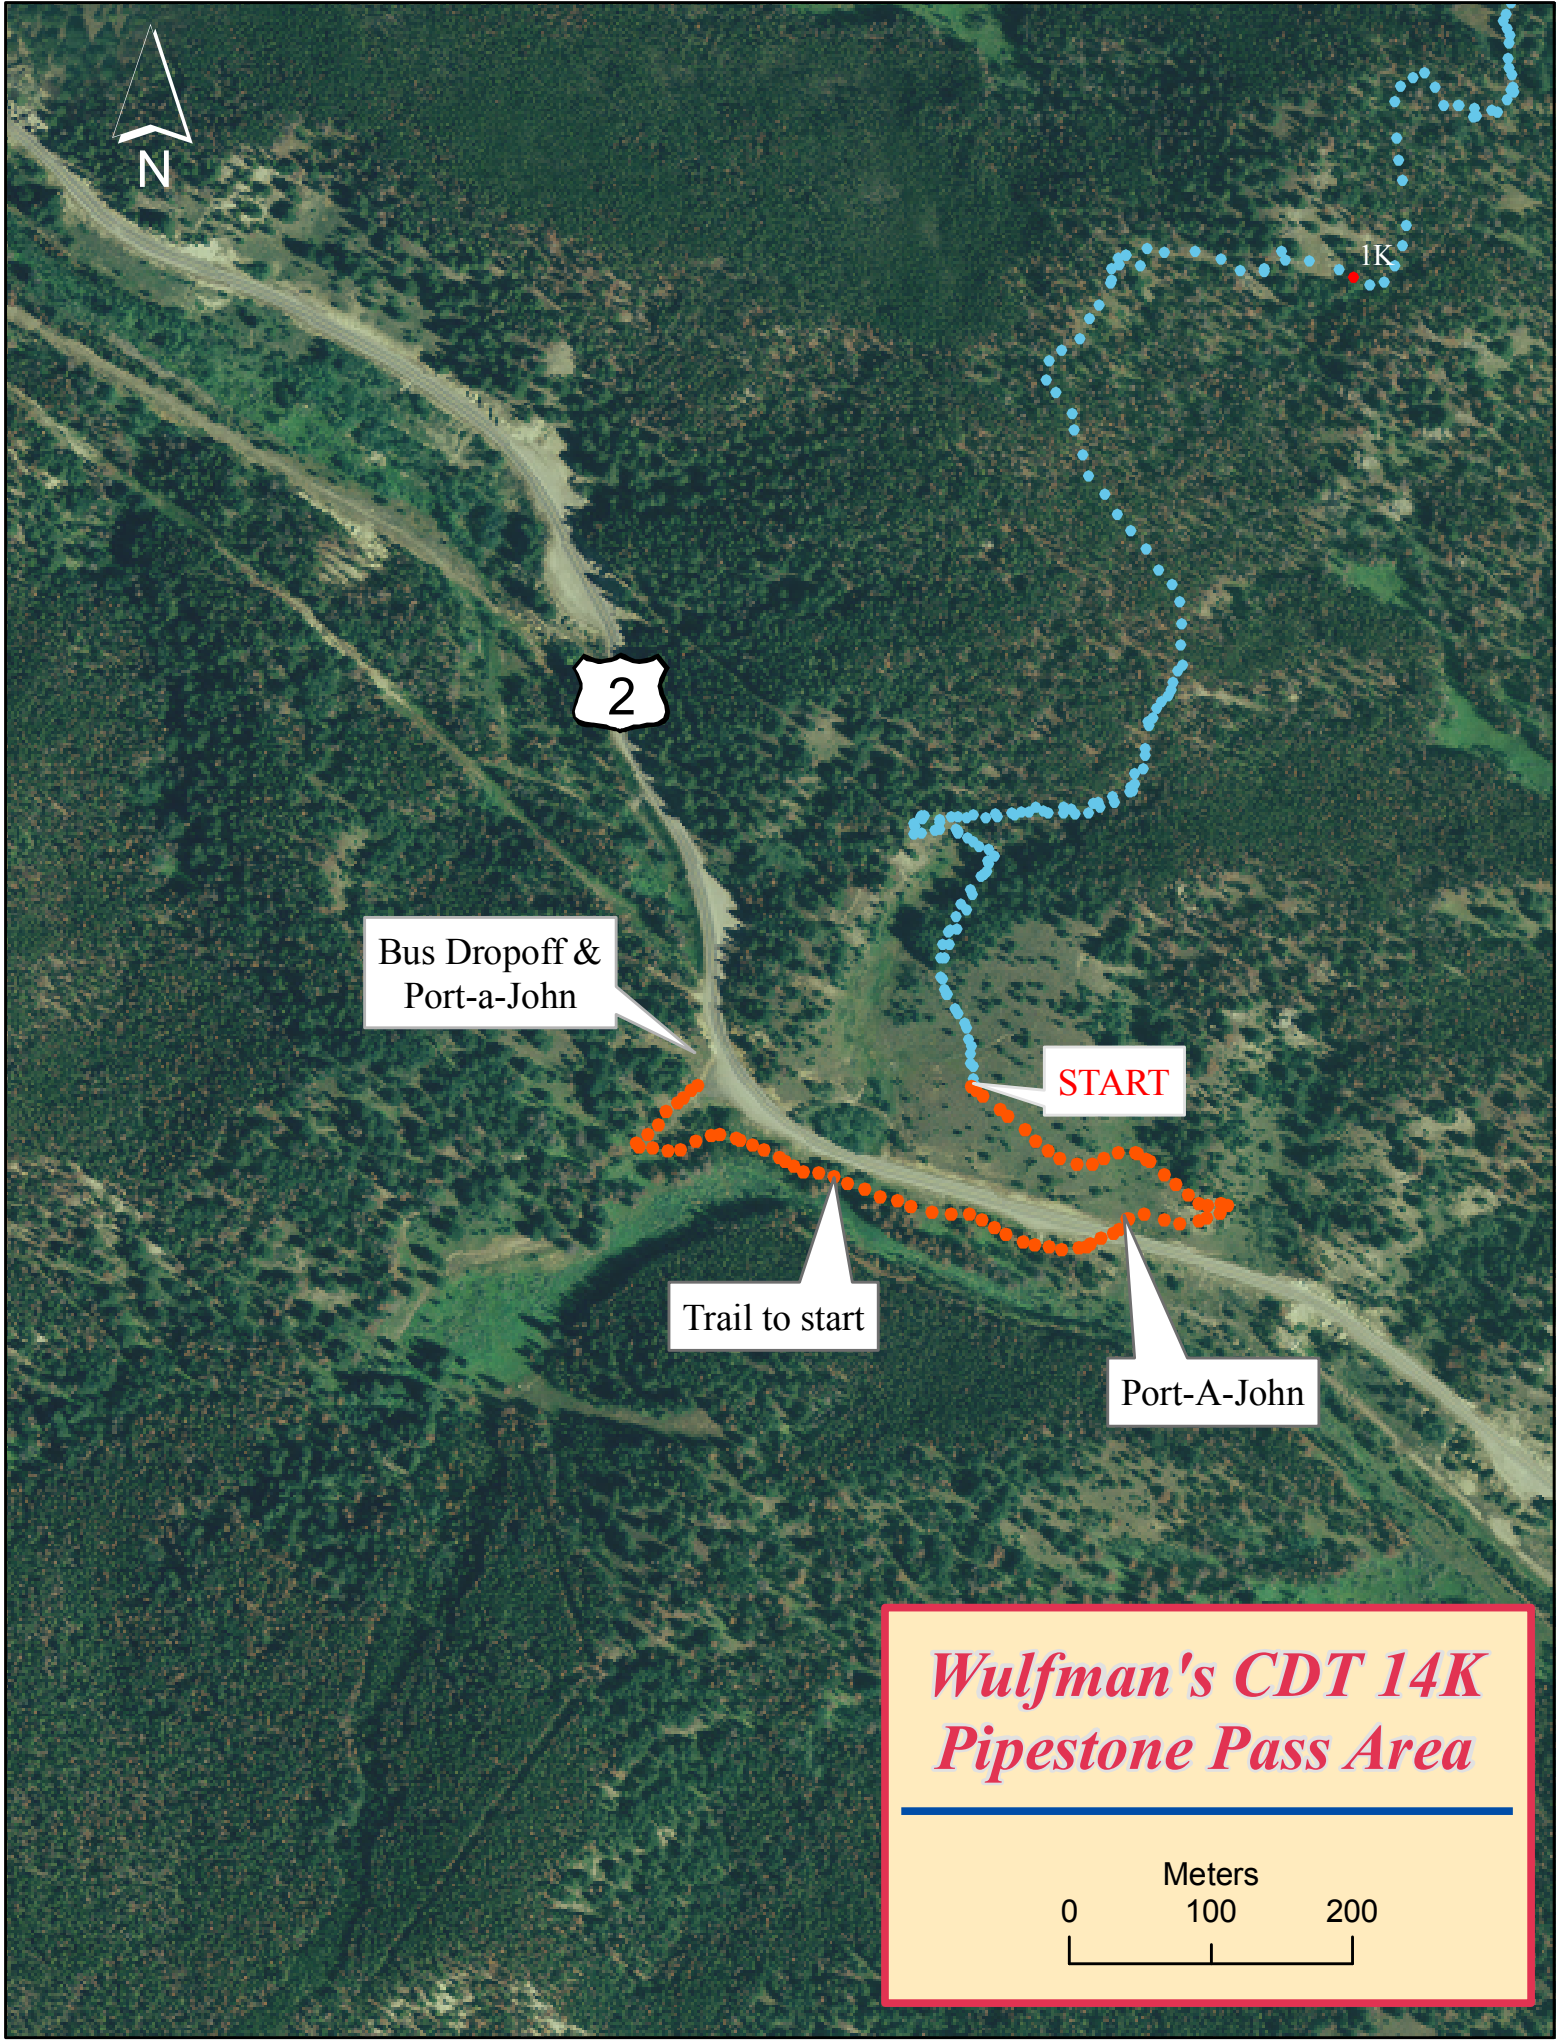 N
1K
2
Bus Dropoff &
Port-a-John
START
Trail to start
Port-A-John
Wulfman's CDT 14K
Pipestone Pass Area
Meters
0 100 200